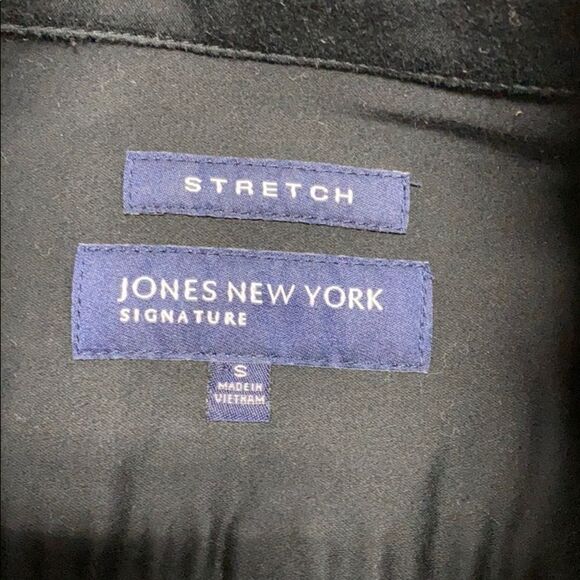 STRETCH
JONES NEW YORK
SIGNATURE
S
MADE IN
VIETNAM